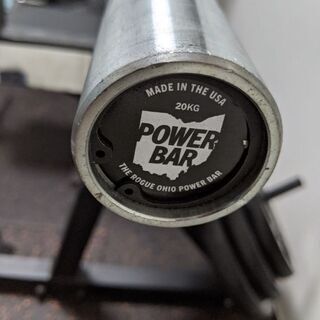 MADE IN THE USA
20KG
POWER
BAR
THE ROGUE OHIO POWER BAR